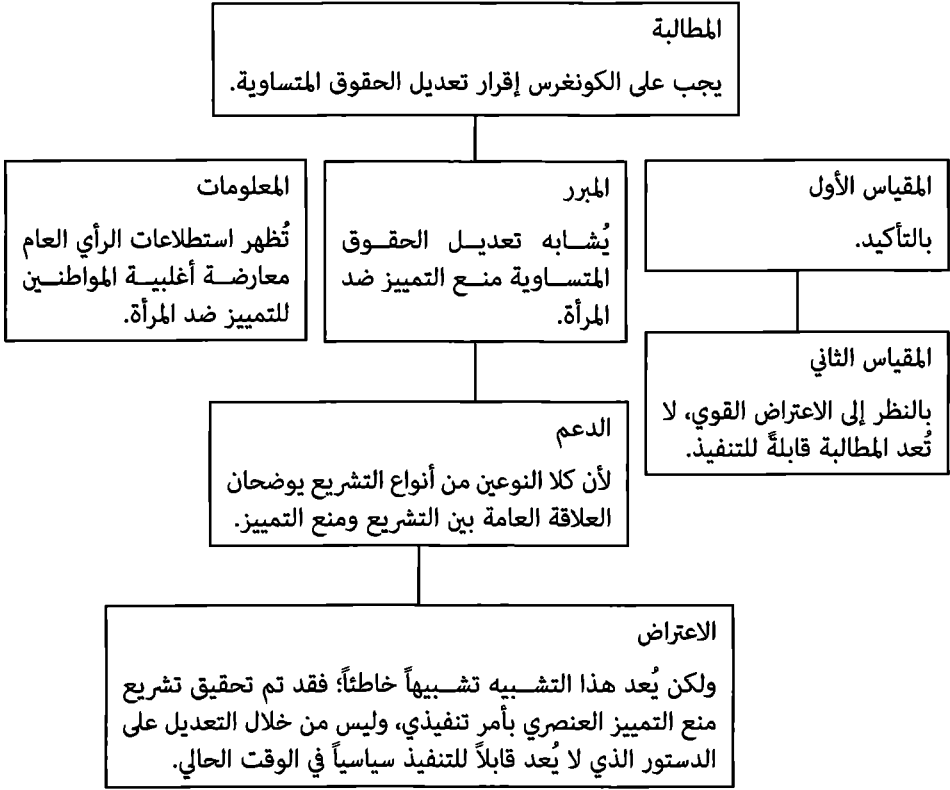 المطالبة
يجب على الكونغرس إقرار تعديل الحقوق المتساوية.
المقياس الأول
بالتأكيد.
المبرر
يُشابه تعديل الحقوق
المتساوية منع التمييز ضد
المرأة.
المعلومات
تُظهر استطلاعات الرأي العام
معارضة أغلبية المواطنين
للتمييز ضد المرأة.
المقياس الثاني
بالنظر إلى الاعتراض القوي، لا
تُعد المطالبة قابلةً للتنفيذ.
الدعم
لأن كلا النوعين من أنواع التشريع يوضحان
العلاقة العامة بين التشريع ومنع التمييز.
الاعتراض
ولكن يُعد هذا التشبيه تشبيهاً خاطئاً؛ فقد تم تحقيق تشريع
منع التمييز العنصري بأمر تنفيذي، وليس من خلال التعديل على
الدستور الذي لا يُعد قابلاً للتنفيذ سياسياً في الوقت الحالي.